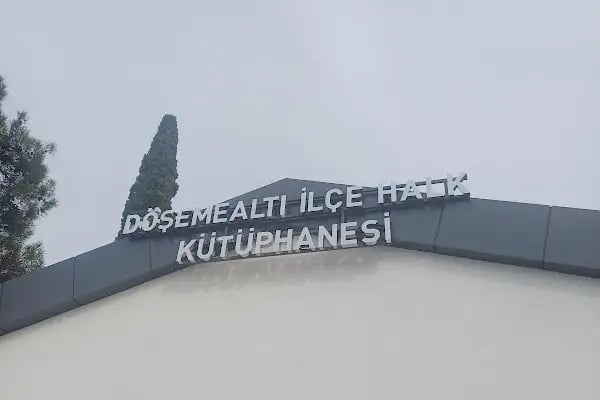 DÖŞEMEALTI İLÇE HALK
KÜTÜPHANESİ